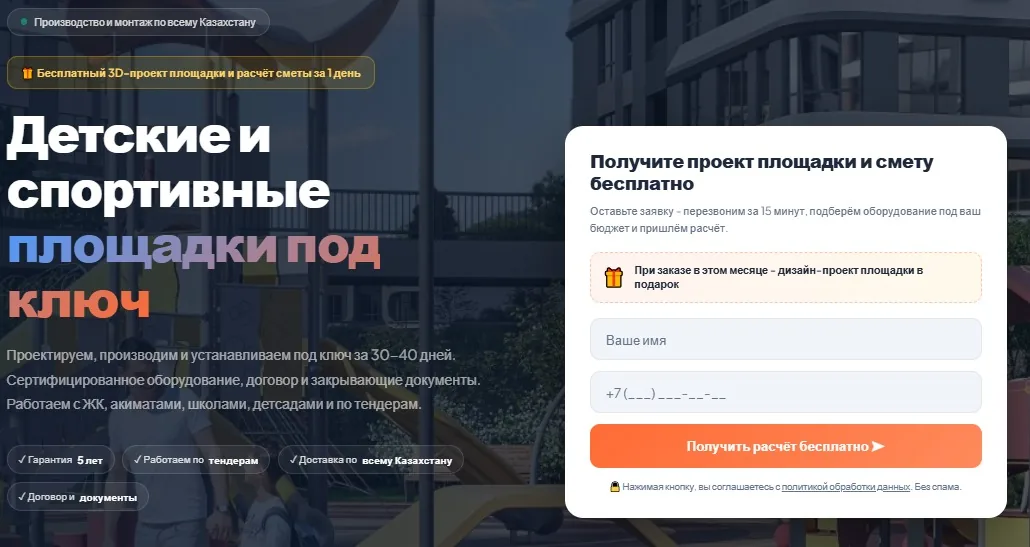 Производство и монтаж по всему Казахстану
Бесплатный 3D-проект площадки и расчёт сметы за 1 день
Детские и
спортивные
площадки под
ключ
Проектируем, производим и устанавливаем под ключ за 30–40 дней.
Сертифицированное оборудование, договор и закрывающие документы.
Работаем с ЖК, акиматами, школами, детсадами и по тендерам.
✓ Гарантия 5 лет
✓ Работаем по тендерам
✓ Доставка по всему Казахстану
✓ Договор и документы
Получите проект площадки и смету
бесплатно
Оставьте заявку - перезвоним за 15 минут, подберём оборудование под ваш
бюджет и пришлём расчёт.
При заказе в этом месяце - дизайн-проект площадки в
подарок
Ваше имя
+7 (___) ___-__-__
Получить расчёт бесплатно ➤
Нажимая кнопку, вы соглашаетесь с политикой обработки данных. Без спама.